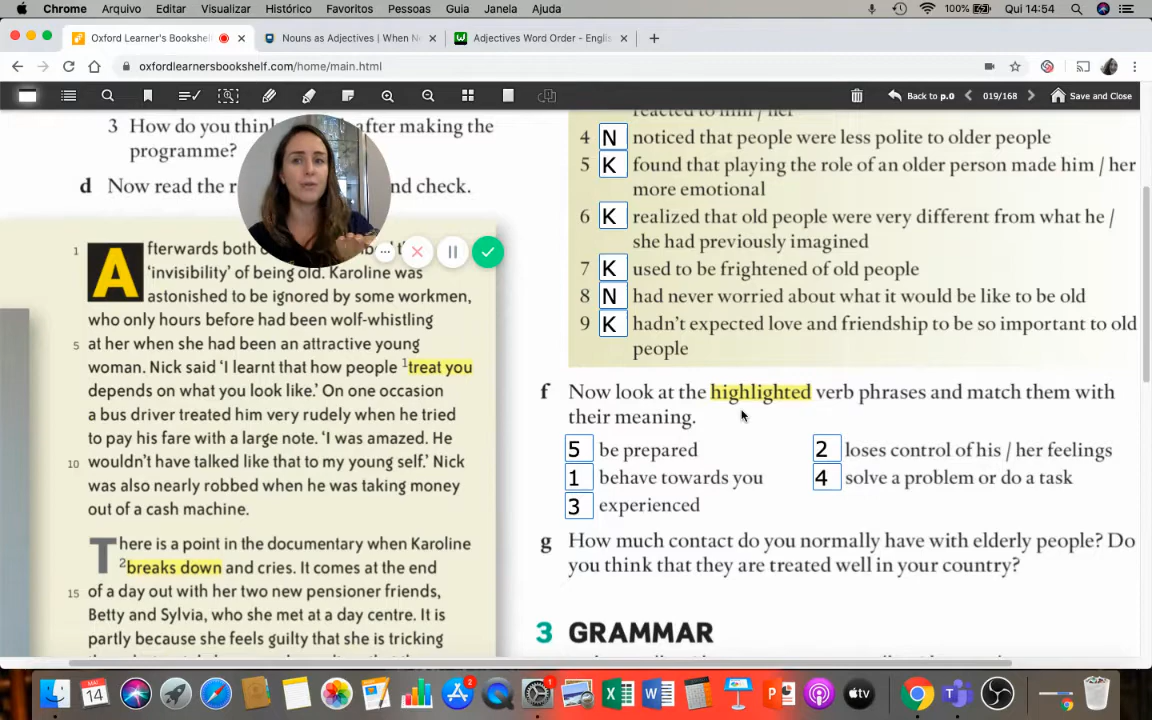 Chrome Arquivo Editar Visualizar Histórico Favoritos Pessoas Guia Janela Ajuda 100% Qui 14:54
Oxford Learner's Bookshelf Nouns as Adjectives | When N Adjectives Word Order - Englis
oxfordlearnersbookshelf.com/home/main.html
Back to p.0 019/168 Save and Close
3 How do you think after making the
programme?
d Now read the r nd check.
1 Afterwards both
'invisibility' of being old. Karoline was
astonished to be ignored by some workmen,
who only hours before had been wolf-whistling
5 at her when she had been an attractive young
woman. Nick said 'I learnt that how people 1treat you
depends on what you look like.' On one occasion
a bus driver treated him very rudely when he tried
to pay his fare with a large note. 'I was amazed. He
10 wouldn't have talked like that to my young self.' Nick
was also nearly robbed when he was taking money
out of a cash machine.
There is a point in the documentary when Karoline
2breaks down and cries. It comes at the end
15 of a day out with her two new pensioner friends,
Betty and Sylvia, who she met at a day centre. It is
partly because she feels guilty that she is tricking
reacted to him / her
4 N noticed that people were less polite to older people
5 K found that playing the role of an older person made him / her
more emotional
6 K realized that old people were very different from what he /
she had previously imagined
7 K used to be frightened of old people
8 N had never worried about what it would be like to be old
9 K hadn't expected love and friendship to be so important to old
people
f Now look at the highlighted verb phrases and match them with
their meaning.
5 be prepared 2 loses control of his / her feelings
1 behave towards you 4 solve a problem or do a task
3 experienced
g How much contact do you normally have with elderly people? Do
you think that they are treated well in your country?
3 GRAMMAR
MAI
14
2
1
tv